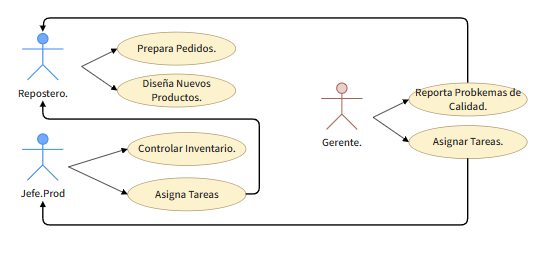 Prepara Pedidos.
Diseña Nuevos
Productos.
Repostero.
Reporta Probkemas de
Calidad.
Gerente.
Asignar Tareas.
Controlar Inventario.
Jefe.Prod
Asigna Tareas